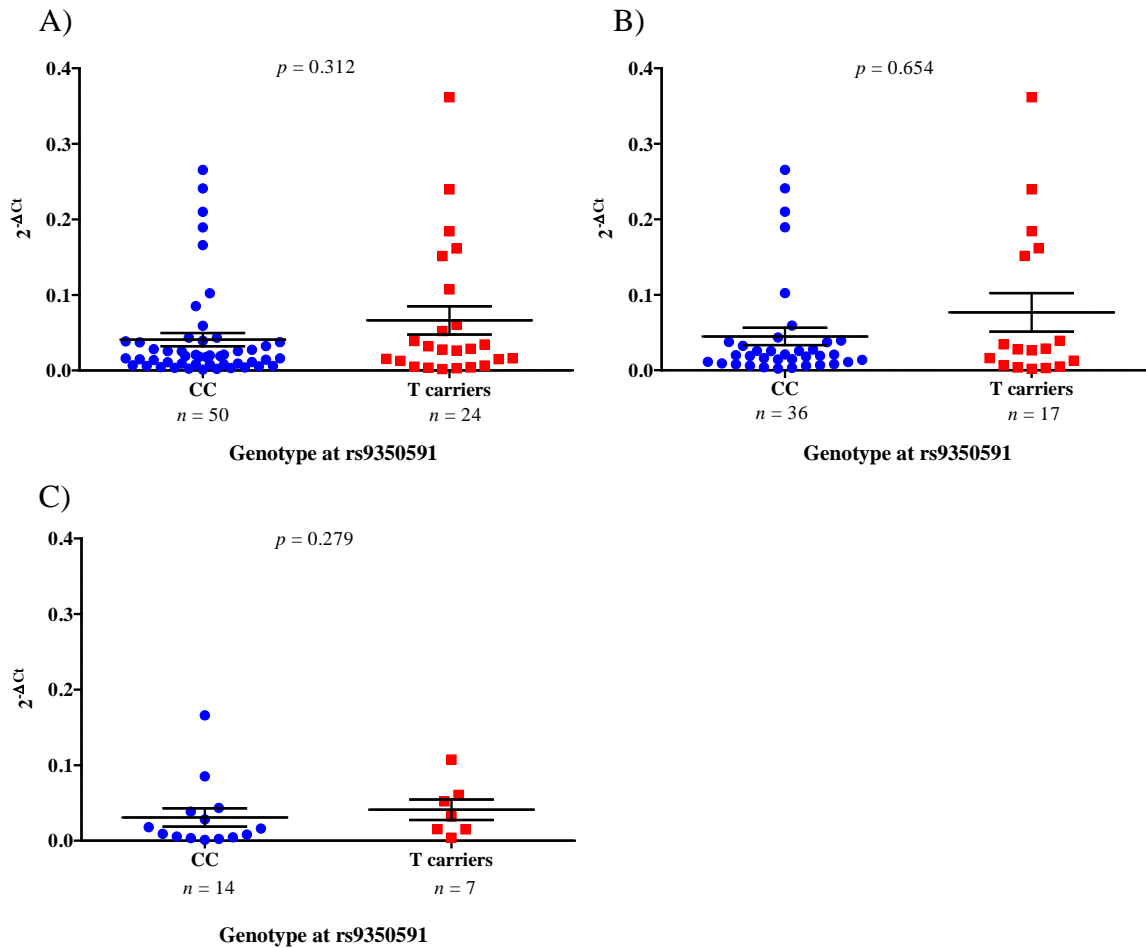 A)
p = 0.312
0.4
0.3
0.2
0.1
0.0
2-ΔCt
CC
T carriers
n = 50
n = 24
Genotype at rs9350591
B)
p = 0.654
0.4
0.3
0.2
0.1
0.0
2-ΔCt
CC
T carriers
n = 36
n = 17
Genotype at rs9350591
C)
p = 0.279
0.4
0.3
0.2
0.1
0.0
2-ΔCt
CC
T carriers
n = 14
n = 7
Genotype at rs9350591